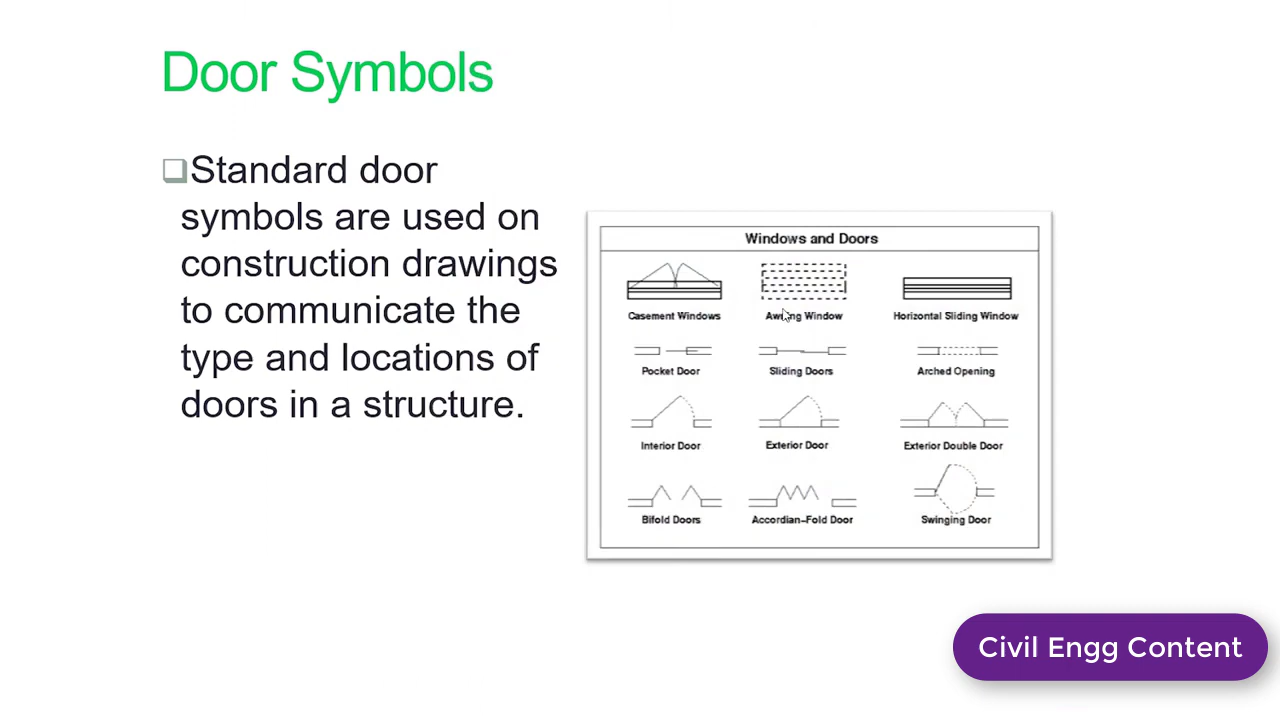 Door Symbols
Standard door
symbols are used on
construction drawings
to communicate the
type and locations of
doors in a structure.
Windows and Doors
Casement Windows
Awning Window
Horizontal Sliding Window
Pocket Door
Sliding Doors
Arched Opening
Interior Door
Exterior Door
Exterior Double Door
Bifold Doors
Accordian-Fold Door
Swinging Door
Civil Engg Content